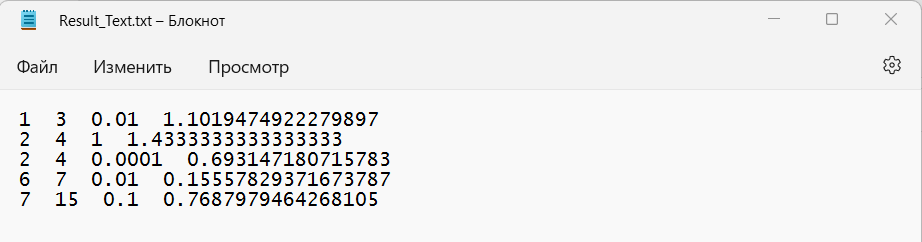 Result_Text.txt – Блокнот
Файл Изменить Просмотр
1  3  0.01  1.1019474922279897
2  4  1  1.4333333333333333
2  4  0.0001  0.693147180715783
6  7  0.01  0.15557829371673787
7  15  0.1  0.7687979464268105